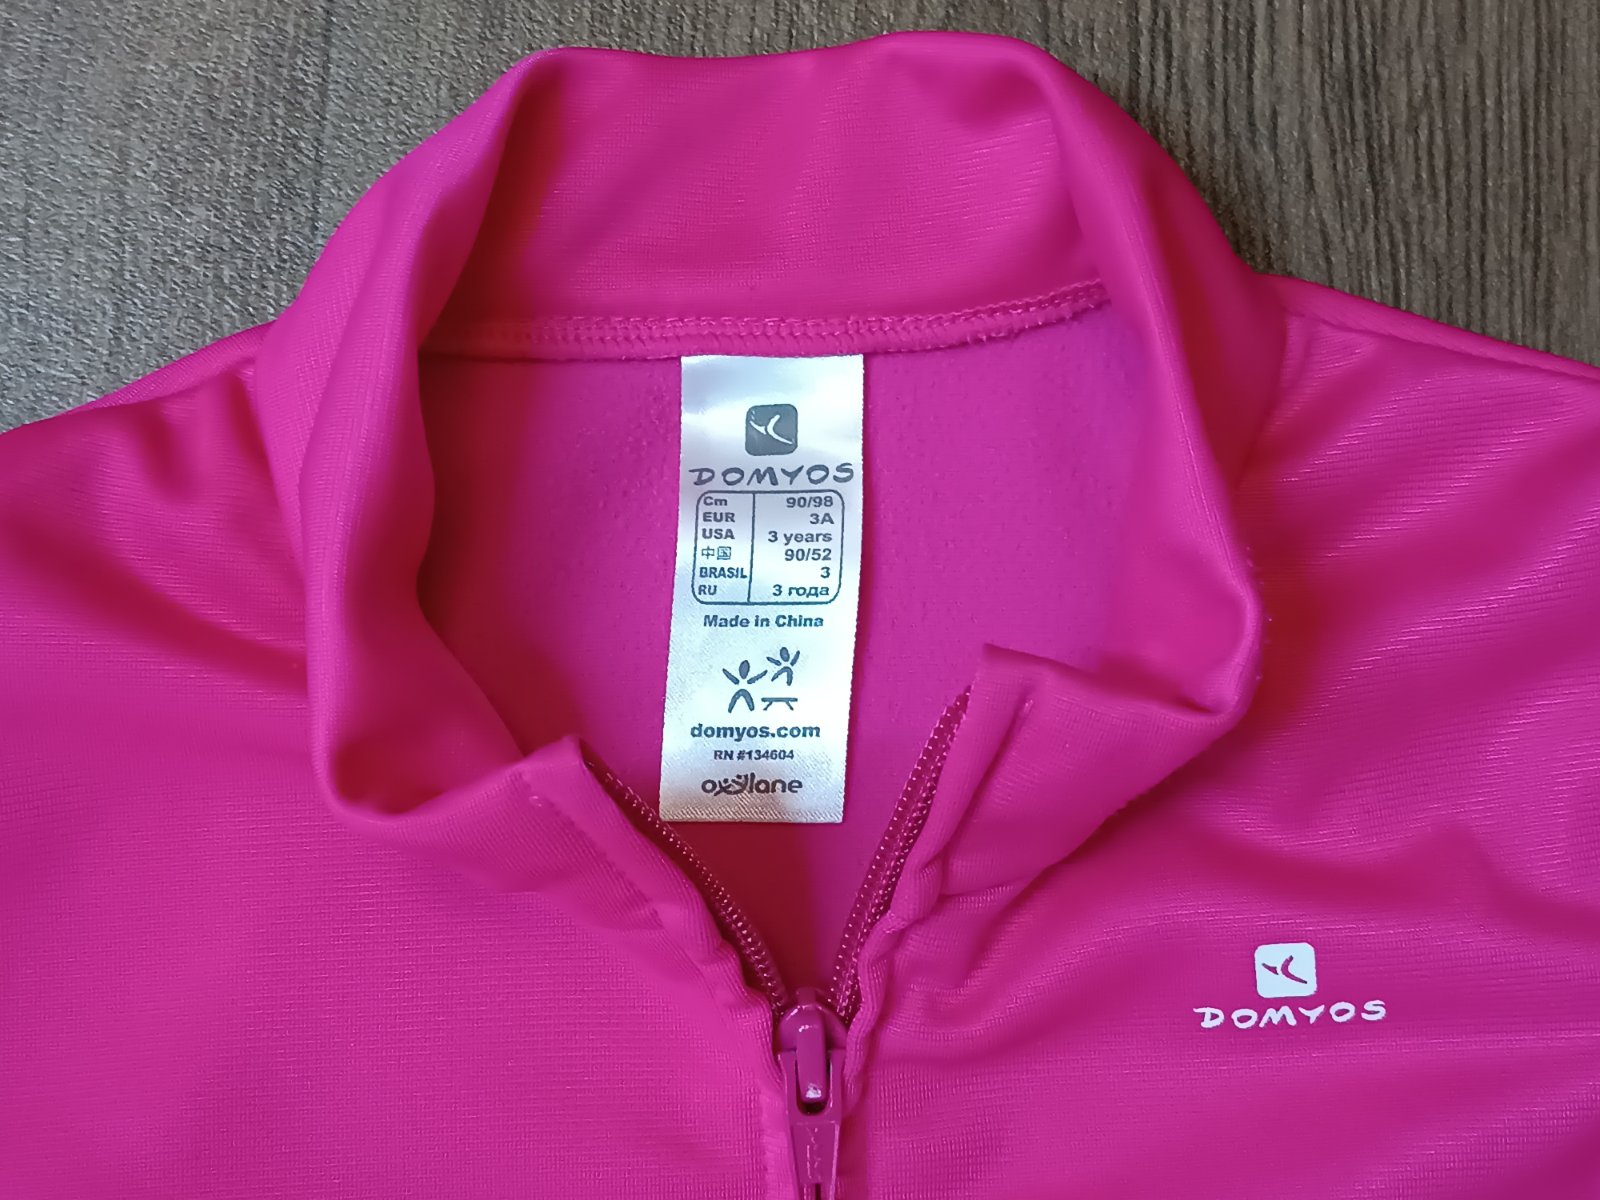 DOMYOS
Cm 90/98
EUR 3A
USA 3 years
中国 90/52
BRASIL 3
RU 3 года
Made in China
domyos.com
RN #134604
oxylane
DOMYOS